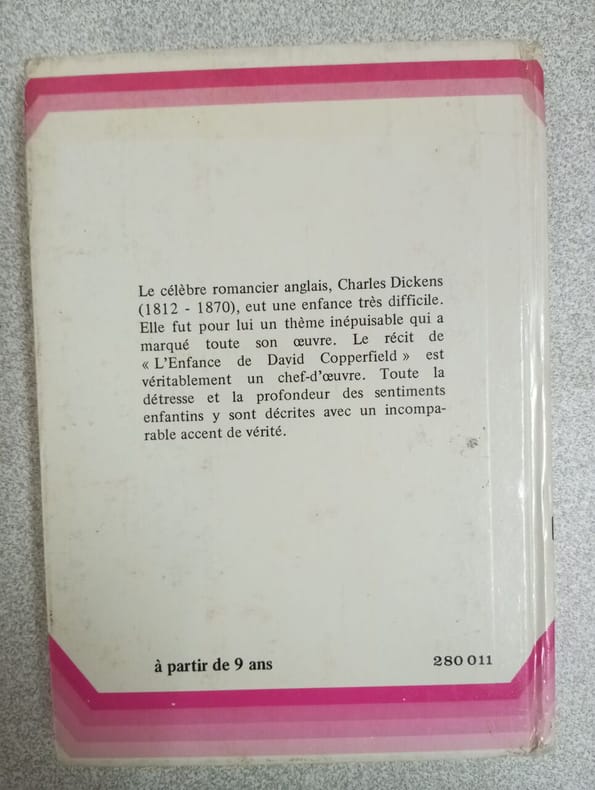 Le célèbre romancier anglais, Charles Dickens
(1812 - 1870), eut une enfance très difficile.
Elle fut pour lui un thème inépuisable qui a
marqué toute son œuvre. Le récit de
« L'Enfance de David Copperfield » est
véritablement un chef-d'œuvre. Toute la
détresse et la profondeur des sentiments
enfantins y sont décrites avec un incompa-
rable accent de vérité.
à partir de 9 ans
280 011